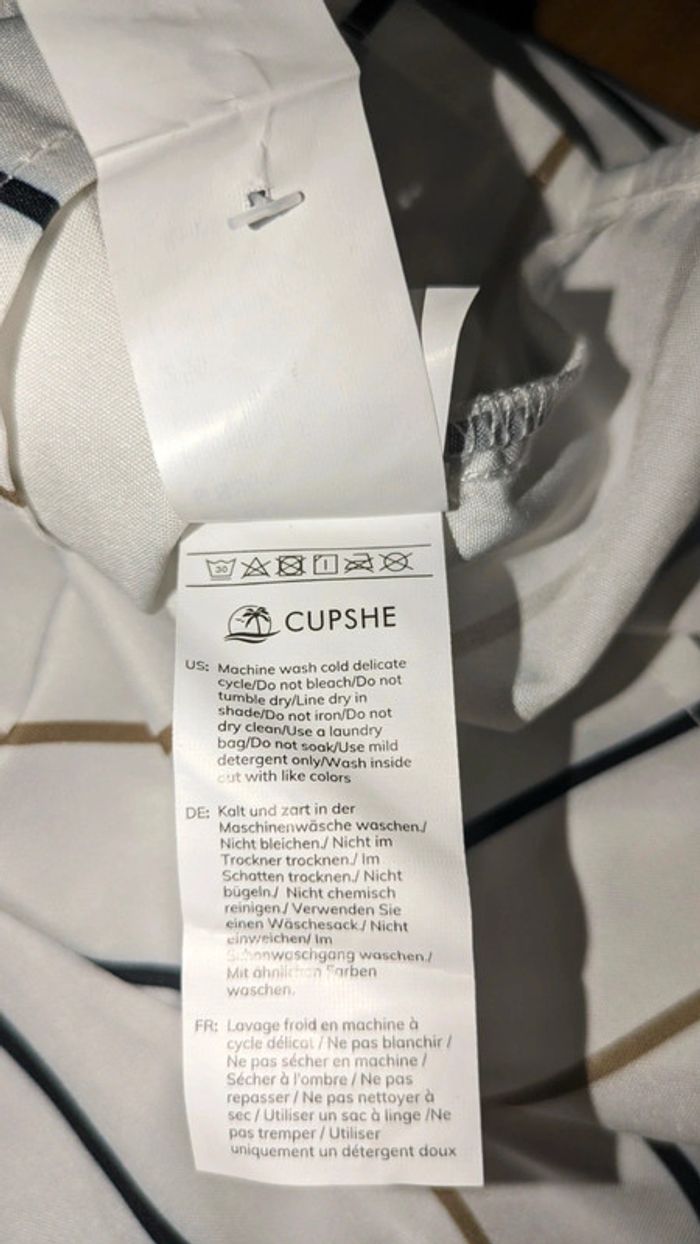 30
CUPSHE
US: Machine wash cold delicate
cycle/Do not bleach/Do not
tumble dry/Line dry in
shade/Do not iron/Do not
dry clean/Use a laundry
bag/Do not soak/Use mild
detergent only/Wash inside
out with like colors
DE: Kalt und zart in der
Maschinenwäsche waschen./
Nicht bleichen./ Nicht im
Trockner trocknen./ Im
Schatten trocknen./ Nicht
bügeln./ Nicht chemisch
reinigen./ Verwenden Sie
einen Wäschesack./ Nicht
einweichen/ Im
Schonwaschgang waschen./
Mit ähnlichen Farben
waschen.
FR: Lavage froid en machine à
cycle délicat / Ne pas blanchir /
Ne pas sécher en machine /
Sécher à l'ombre / Ne pas
repasser / Ne pas nettoyer à
sec / Utiliser un sac à linge /Ne
pas tremper / Utiliser
uniquement un détergent doux